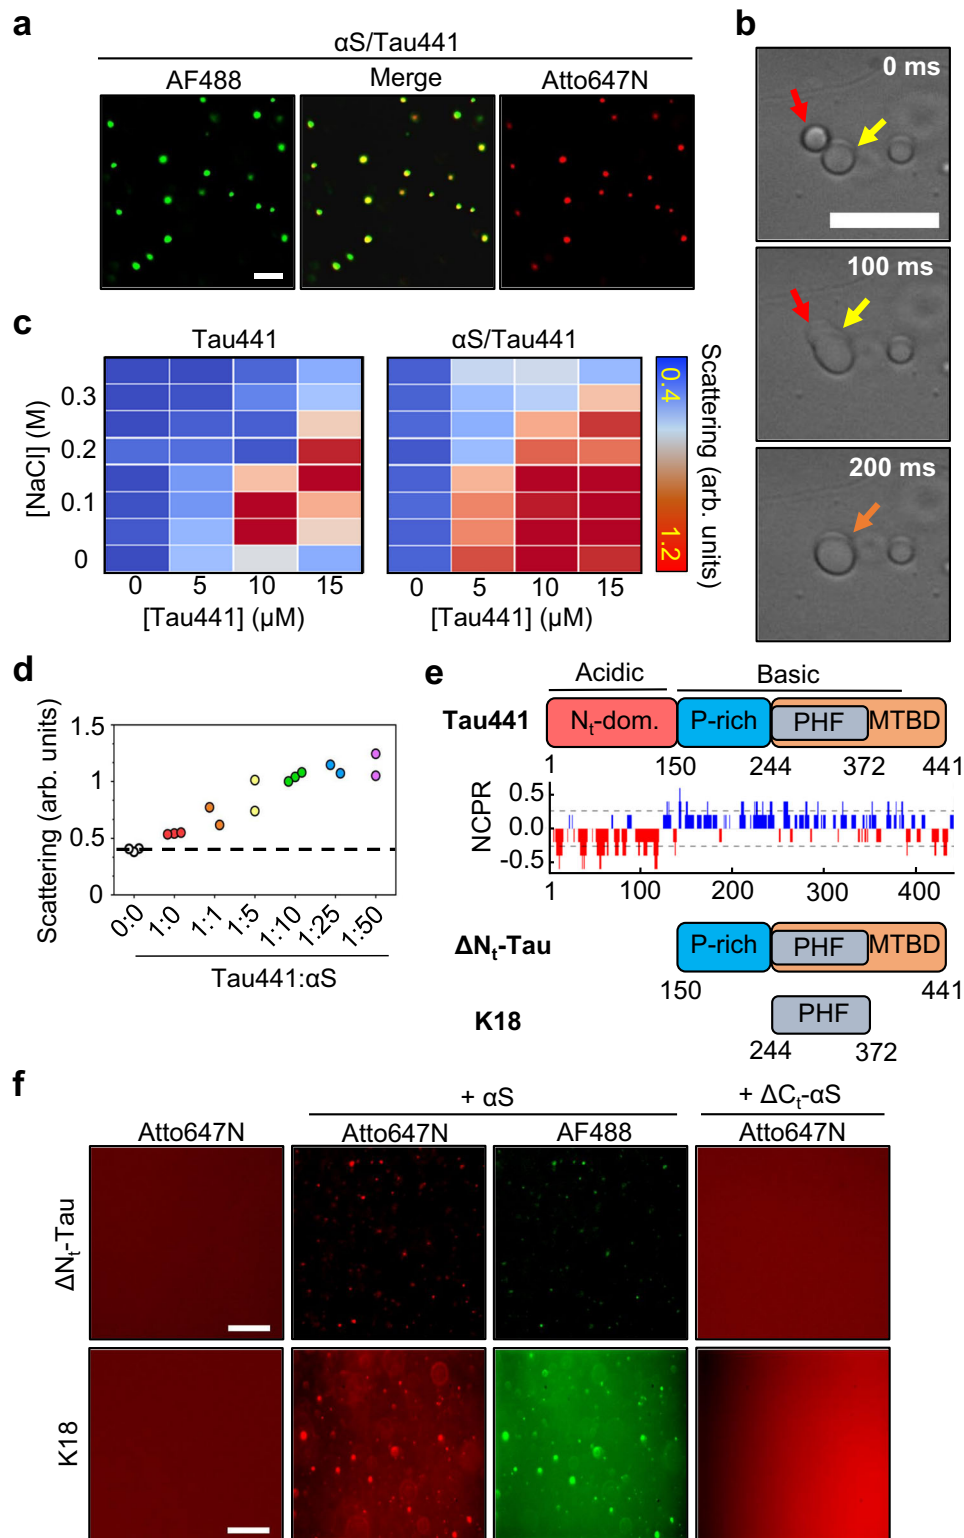 a
αS/Tau441
AF488 Merge Atto647N
b
0 ms
100 ms
200 ms
c
Tau441 αS/Tau441
[NaCl] (M)
0.3
0.2
0.1
0
0 5 10 15
[Tau441] (µM)
0 5 10 15
[Tau441] (µM)
0.4
1.2
Scattering (arb. units)
d
Scattering (arb. units)
1.5
1
0.5
0
0:0 1:0 1:1 1:5 1:10 1:25 1:50
Tau441:αS
e
Acidic Basic
Tau441 Nt-dom. P-rich PHF MTBD
1 150 244 372 441
NCPR
0.5
0.0
-0.5
1 100 200 300 400
ΔNt-Tau P-rich PHF MTBD
150 441
K18 PHF
244 372
f
+ αS + ΔCt-αS
Atto647N Atto647N AF488 Atto647N
ΔNt-Tau
K18